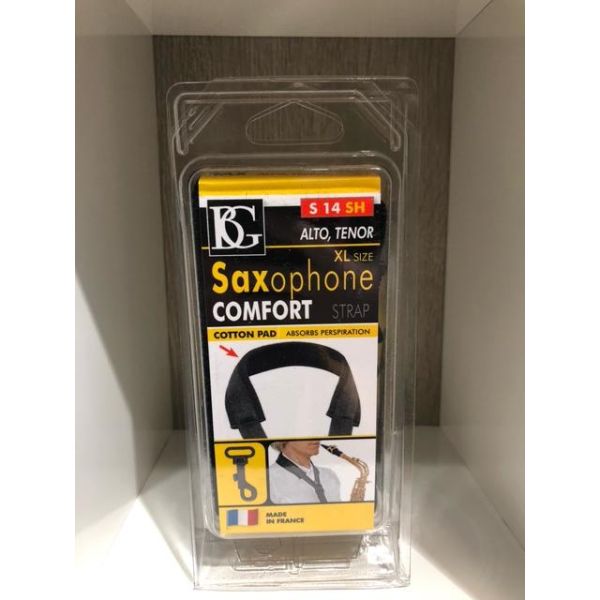 BG
S 14 SH
ALTO, TENOR
XL SIZE
Saxophone
COMFORT STRAP
COTTON PAD ABSORBS PERSPIRATION
MADE
IN FRANCE